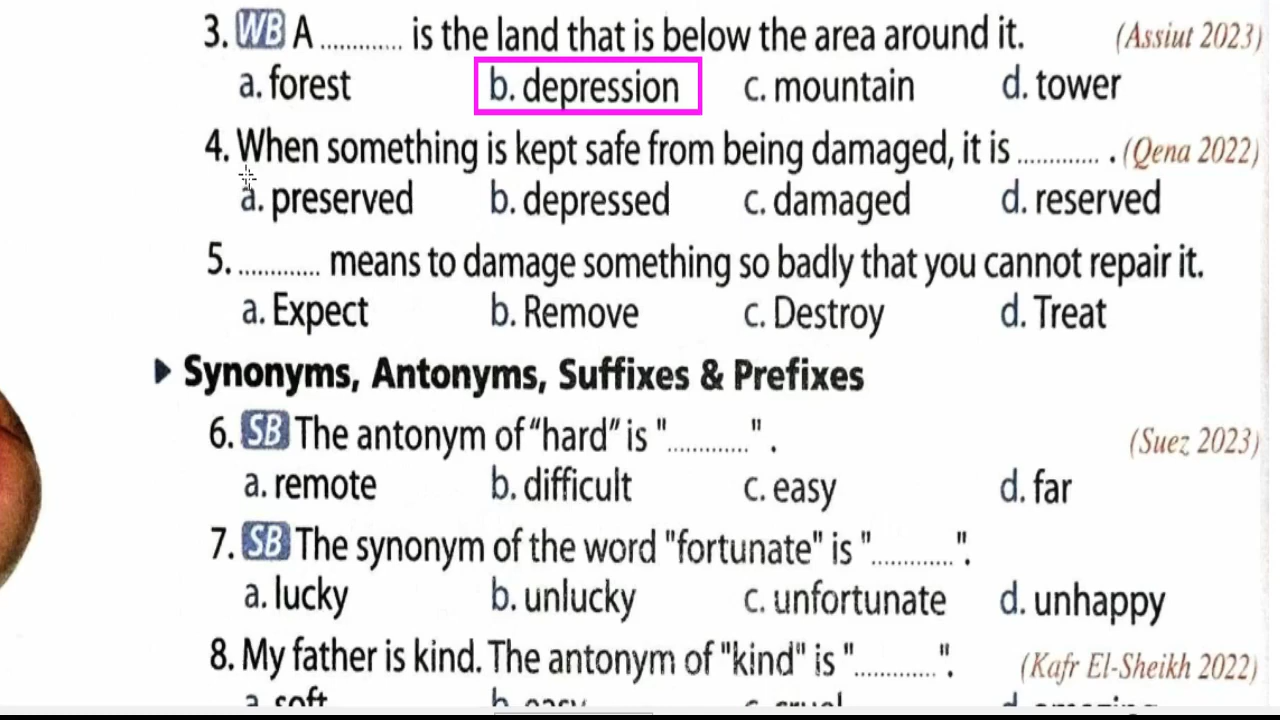 3. WB A ............. is the land that is below the area around it. (Assiut 2023)
a. forest b. depression c. mountain d. tower
4. When something is kept safe from being damaged, it is ............. . (Qena 2022)
a. preserved b. depressed c. damaged d. reserved
5. ............. means to damage something so badly that you cannot repair it.
a. Expect b. Remove c. Destroy d. Treat
Synonyms, Antonyms, Suffixes & Prefixes
6. SB The antonym of “hard” is ".............". (Suez 2023)
a. remote b. difficult c. easy d. far
7. SB The synonym of the word "fortunate" is ".............".
a. lucky b. unlucky c. unfortunate d. unhappy
8. My father is kind. The antonym of "kind" is ".............". (Kafr El-Sheikh 2022)
a. soft b. easy c. cruel d. amazing